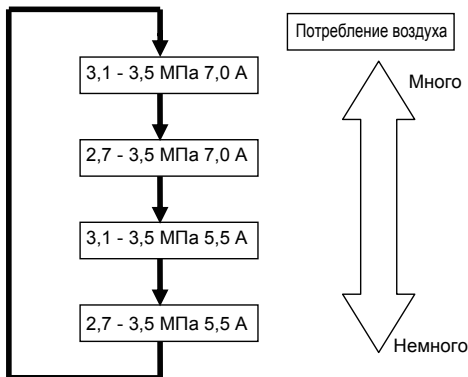 Потребление воздуха
Много
3,1 - 3,5 МПа 7,0 А
2,7 - 3,5 МПа 7,0 А
3,1 - 3,5 МПа 5,5 А
2,7 - 3,5 МПа 5,5 А
Немного